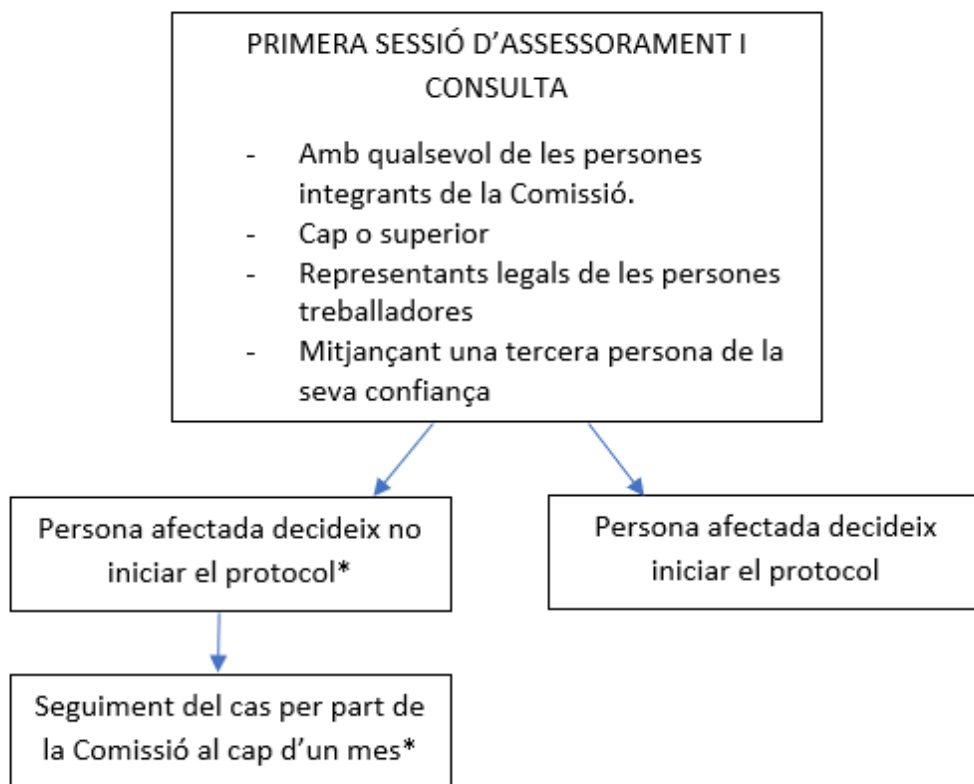 PRIMERA SESSIÓ D’ASSESSORAMENT I
CONSULTA
- Amb qualsevol de les persones
integrants de la Comissió.
- Cap o superior
- Representants legals de les persones
treballadores
- Mitjançant una tercera persona de la
seva confiança
Persona afectada decideix no
iniciar el protocol*
Persona afectada decideix
iniciar el protocol
Seguiment del cas per part de
la Comissió al cap d’un mes*